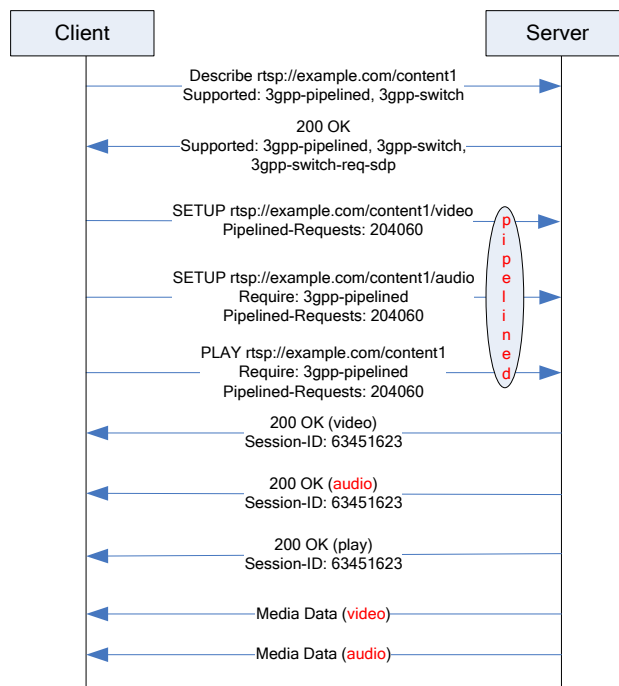 Client
Server
Describe rtsp://example.com/content1
Supported: 3gpp-pipelined, 3gpp-switch
200 OK
Supported: 3gpp-pipelined, 3gpp-switch,
3gpp-switch-req-sdp
SETUP rtsp://example.com/content1/video
Pipelined-Requests: 204060
SETUP rtsp://example.com/content1/audio
Require: 3gpp-pipelined
Pipelined-Requests: 204060
PLAY rtsp://example.com/content1
Require: 3gpp-pipelined
Pipelined-Requests: 204060
pipelined
200 OK (video)
Session-ID: 63451623
200 OK (audio)
Session-ID: 63451623
200 OK (play)
Session-ID: 63451623
Media Data (video)
Media Data (audio)